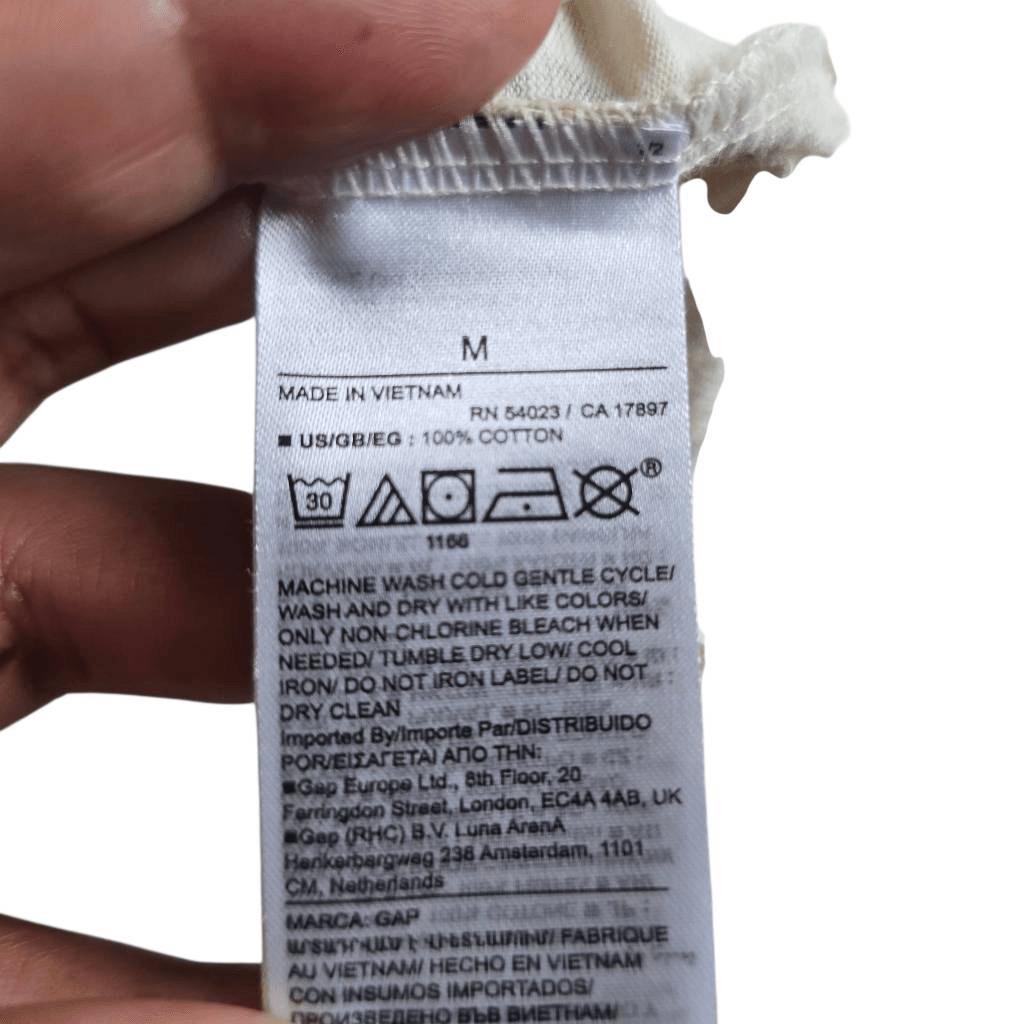 /2
M
MADE IN VIETNAM
RN 54023 / CA 17897
■ US/GB/EG : 100% COTTON
30
®
1166
MACHINE WASH COLD GENTLE CYCLE/
WASH AND DRY WITH LIKE COLORS/
ONLY NON-CHLORINE BLEACH WHEN
NEEDED/ TUMBLE DRY LOW/ COOL
IRON/ DO NOT IRON LABEL/ DO NOT
DRY CLEAN
Imported By/Importe Par/DISTRIBUIDO
POR/ΕΙΣΑΓΕΤΑΙ ΑΠΟ ΤΗΝ:
■Gap Europe Ltd., 8th Floor, 20
Farringdon Street, London, EC4A 4AB, UK
■Gap (RHC) B.V. Luna ArenA
Herikerbergweg 238 Amsterdam, 1101
CM, Netherlands
MARCA: GAP
FABRIQUE
AU VIETNAM/ HECHO EN VIETNAM
CON INSUMOS IMPORTADOS/
ПРОИЗВЕДЕНО ВЪВ ВИЕТНАМ/